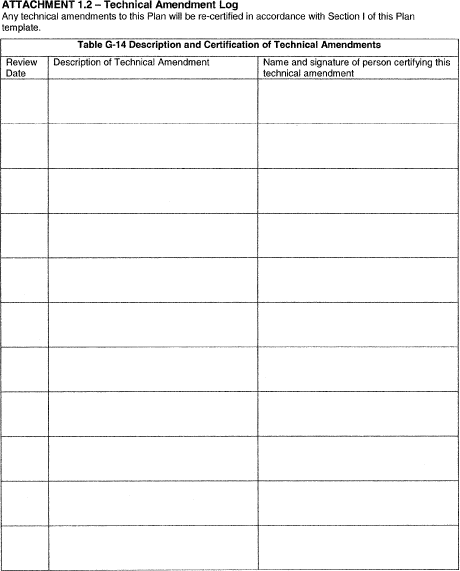 ATTACHMENT 1.2 – Technical Amendment Log
Any technical amendments to this Plan will be re-certified in accordance with Section I of this Plan
template.
Table G-14 Description and Certification of Technical Amendments
Review
Date
Description of Technical Amendment
Name and signature of person certifying this
technical amendment